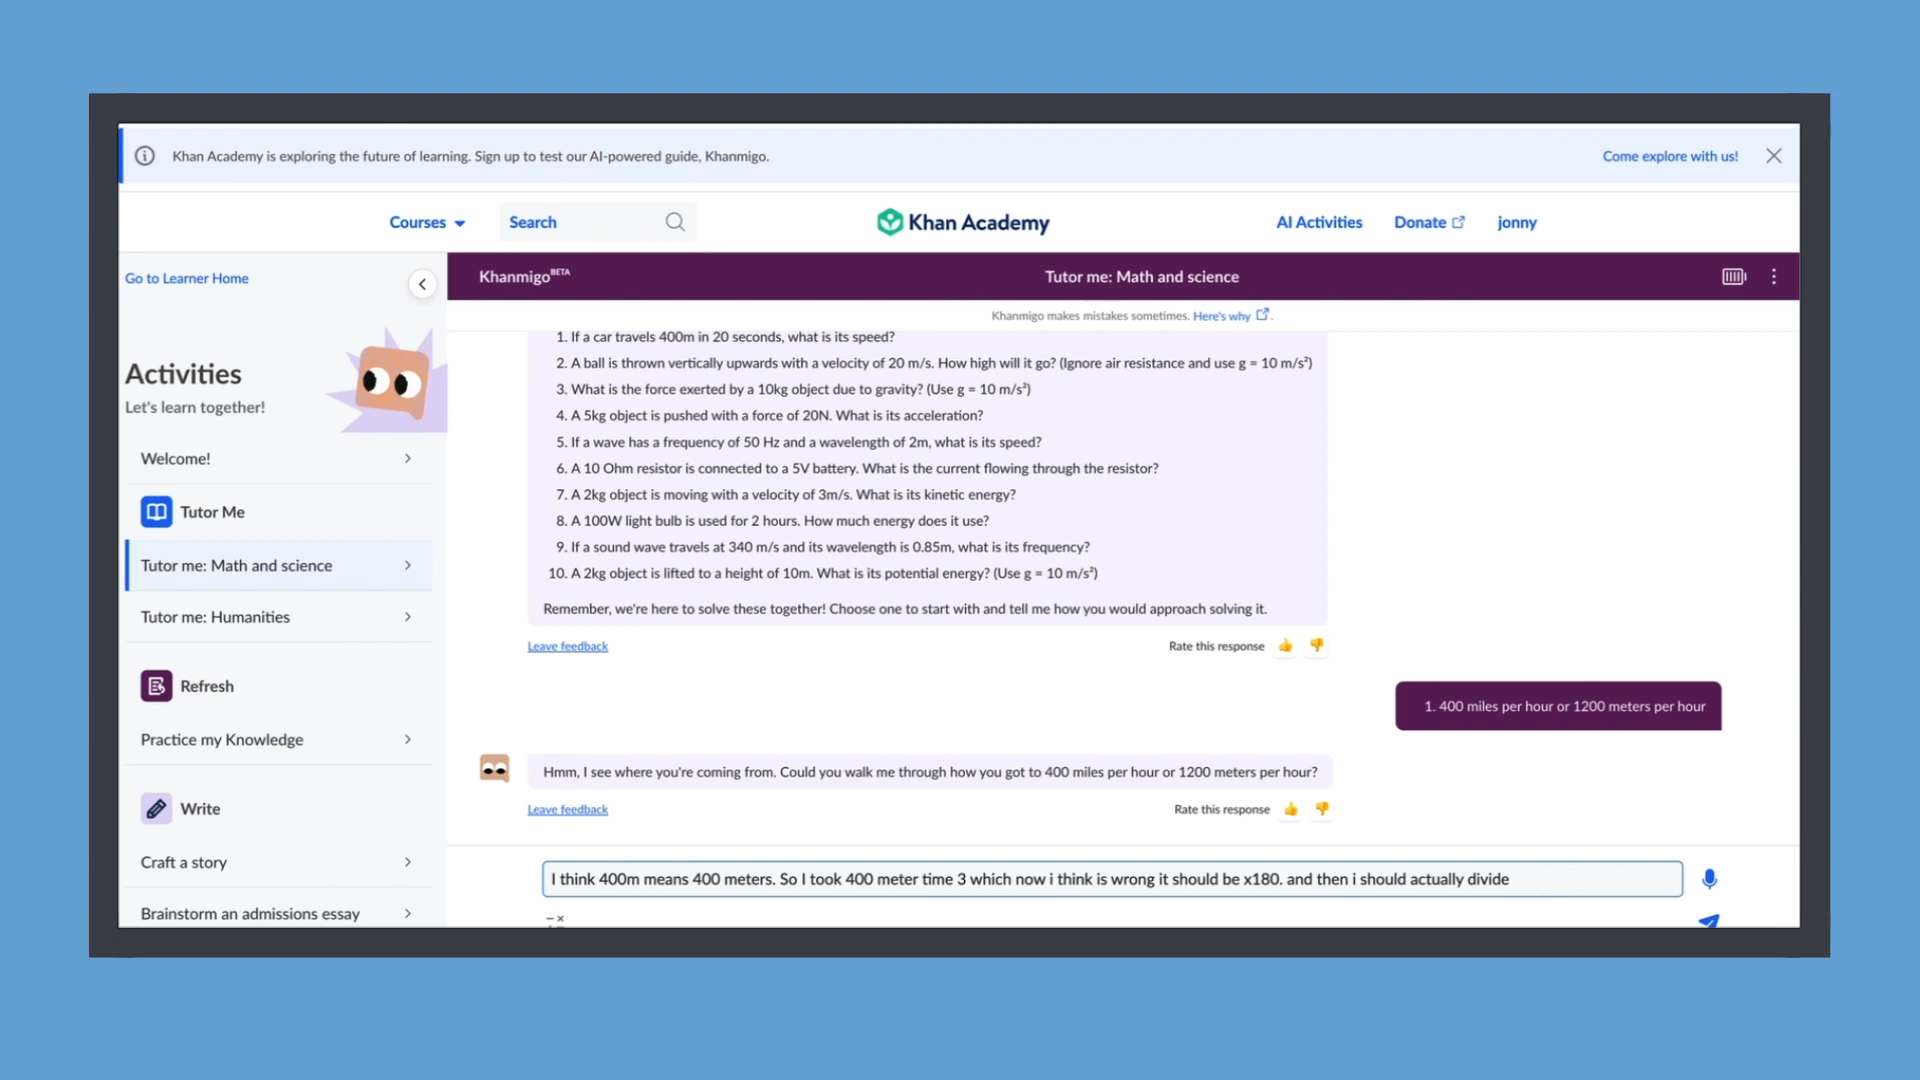 Khan Academy is exploring the future of learning. Sign up to test our AI-powered guide, Khanmigo.
Come explore with us!
Courses
Search
Khan Academy
AI Activities
Donate
jonny
Go to Learner Home
Khanmigo BETA
Tutor me: Math and science
Khanmigo makes mistakes sometimes. Here's why.
Activities
Let's learn together!
Welcome!
Tutor Me
Tutor me: Math and science
Tutor me: Humanities
Refresh
Practice my Knowledge
Write
Craft a story
Brainstorm an admissions essay
1. If a car travels 400m in 20 seconds, what is its speed?
2. A ball is thrown vertically upwards with a velocity of 20 m/s. How high will it go? (Ignore air resistance and use g = 10 m/s²)
3. What is the force exerted by a 10kg object due to gravity? (Use g = 10 m/s²)
4. A 5kg object is pushed with a force of 20N. What is its acceleration?
5. If a wave has a frequency of 50 Hz and a wavelength of 2m, what is its speed?
6. A 10 Ohm resistor is connected to a 5V battery. What is the current flowing through the resistor?
7. A 2kg object is moving with a velocity of 3m/s. What is its kinetic energy?
8. A 100W light bulb is used for 2 hours. How much energy does it use?
9. If a sound wave travels at 340 m/s and its wavelength is 0.85m, what is its frequency?
10. A 2kg object is lifted to a height of 10m. What is its potential energy? (Use g = 10 m/s²)
Remember, we're here to solve these together! Choose one to start with and tell me how you would approach solving it.
Leave feedback
Rate this response
1. 400 miles per hour or 1200 meters per hour
Hmm, I see where you're coming from. Could you walk me through how you got to 400 miles per hour or 1200 meters per hour?
Leave feedback
Rate this response
I think 400m means 400 meters. So I took 400 meter time 3 which now i think is wrong it should be x180. and then i should actually divide